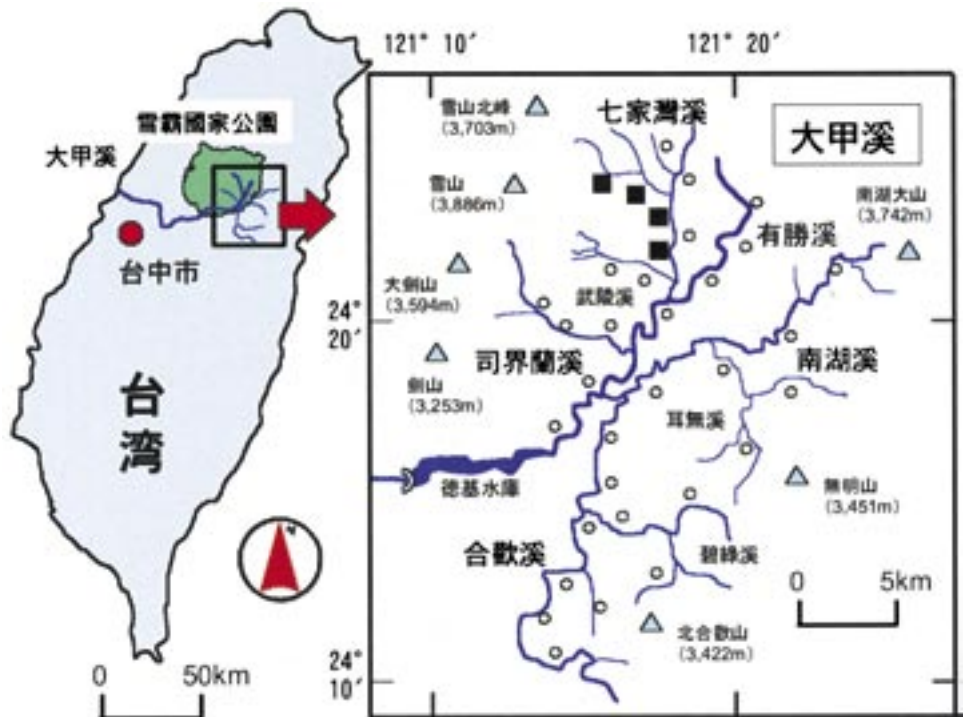 雪霸國家公園
大甲溪
台中市
台湾
0 50km
121° 10′
121° 20′
雪山北峰
(3,703m)
七家灣溪
大甲溪
雪山
(3,886m)
南湖大山
(3,742m)
有勝溪
大劍山
(3,594m)
武陵溪
24°
20′
司界蘭溪
南湖溪
劍山
(3,253m)
耳無溪
德基水庫
無明山
(3,451m)
合歡溪
碧綠溪
0 5km
北合歡山
(3,422m)
24°
10′